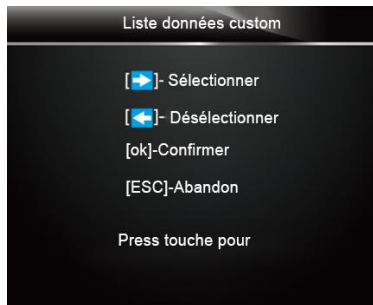 Liste données custom
[➡]- Sélectionner
[⬅]- Désélectionner
[ok]-Confirmer
[ESC]-Abandon
Press touche pour